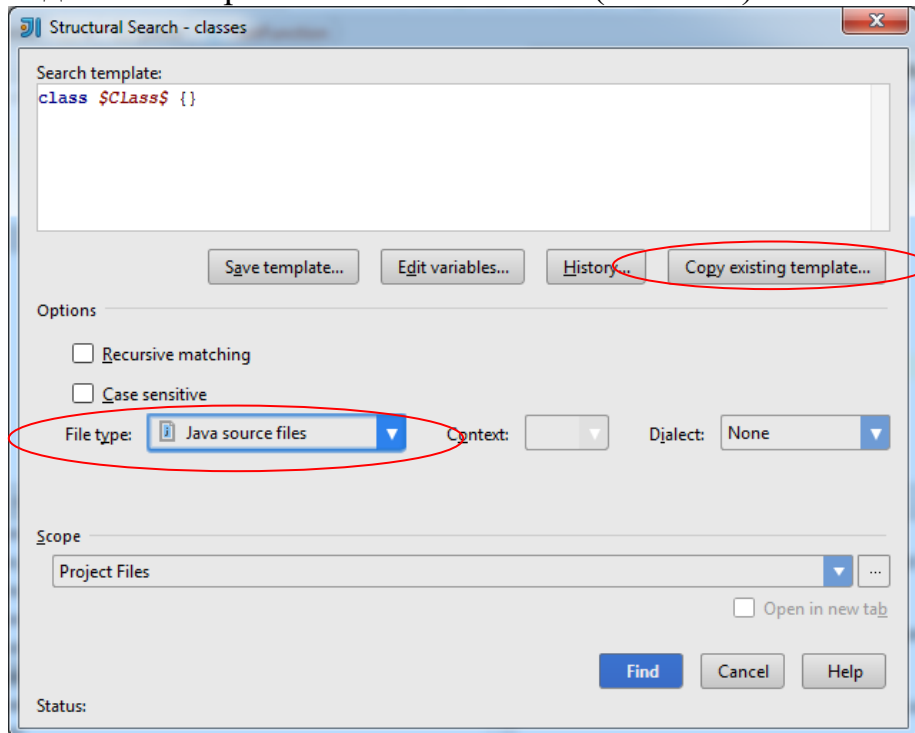 Structural Search - classes
Search template:
class $Class$ {}
Save template... Edit variables... History... Copy existing template...
Options
Recursive matching
Case sensitive
File type: Java source files Context: Dialect: None
Scope
Project Files ...
Open in new tab
Find Cancel Help
Status: